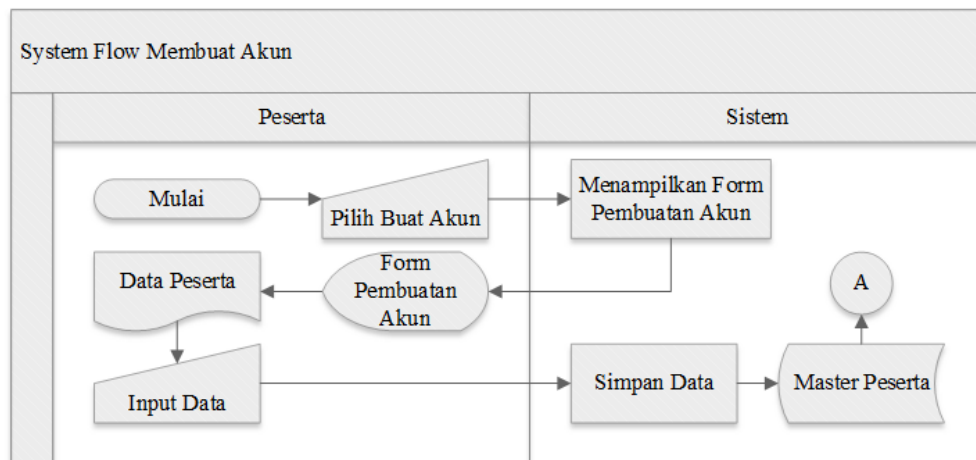 System Flow Membuat Akun
Peserta
Sistem
Mulai
Pilih Buat Akun
Menampilkan Form
Pembuatan Akun
Data Peserta
Form
Pembuatan
Akun
A
Input Data
Simpan Data
Master Peserta